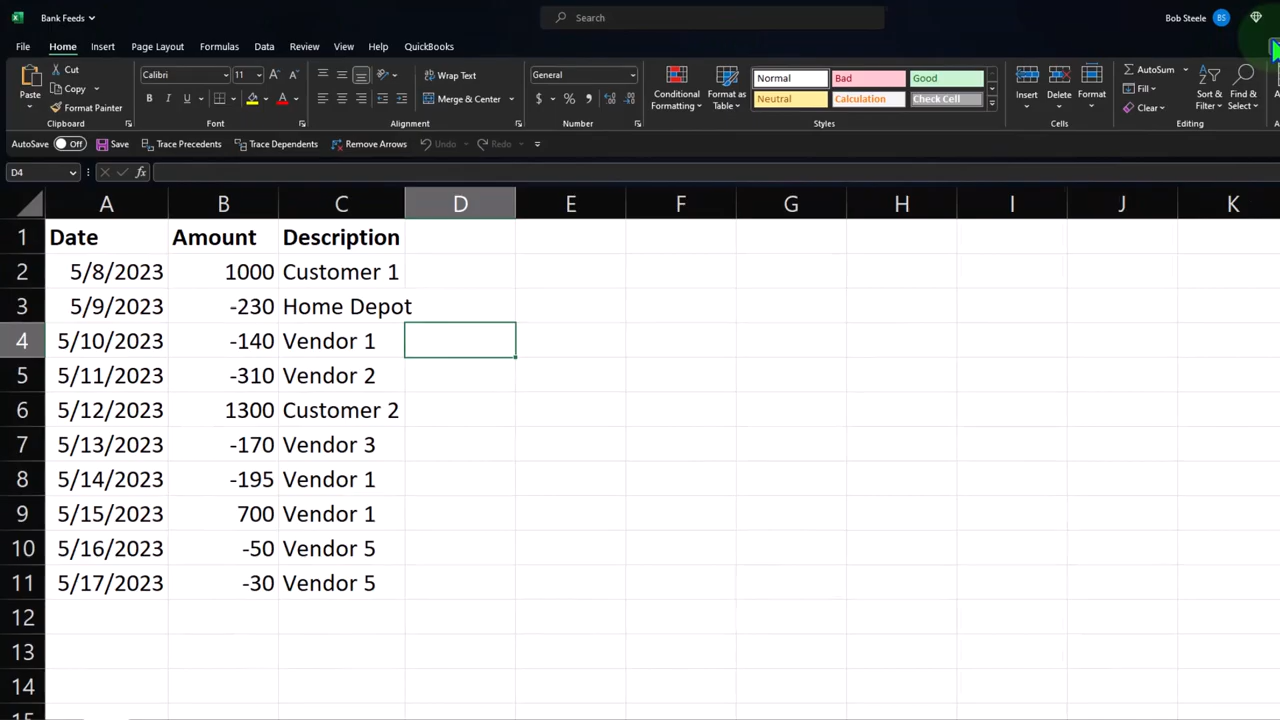 Bank Feeds
Search
Bob Steele BS
File Home Insert Page Layout Formulas Data Review View Help QuickBooks
Paste
Cut
Copy
Format Painter
Clipboard
Calibri 11 A A
B I U A
Font
Wrap Text
Merge & Center
Alignment
General
$ % ,
Number
Conditional Formatting
Format as Table
Normal Bad Good
Neutral Calculation Check Cell
Styles
Insert Delete Format
Cells
AutoSum
Fill
Clear
Sort & Filter
Find & Select
Editing
AutoSave Off Save Trace Precedents Trace Dependents Remove Arrows Undo Redo
D4 fx
A B C D E F G H I J K
1 Date Amount Description
2 5/8/2023 1000 Customer 1
3 5/9/2023 -230 Home Depot
4 5/10/2023 -140 Vendor 1
5 5/11/2023 -310 Vendor 2
6 5/12/2023 1300 Customer 2
7 5/13/2023 -170 Vendor 3
8 5/14/2023 -195 Vendor 1
9 5/15/2023 700 Vendor 1
10 5/16/2023 -50 Vendor 5
11 5/17/2023 -30 Vendor 5
12
13
14
15